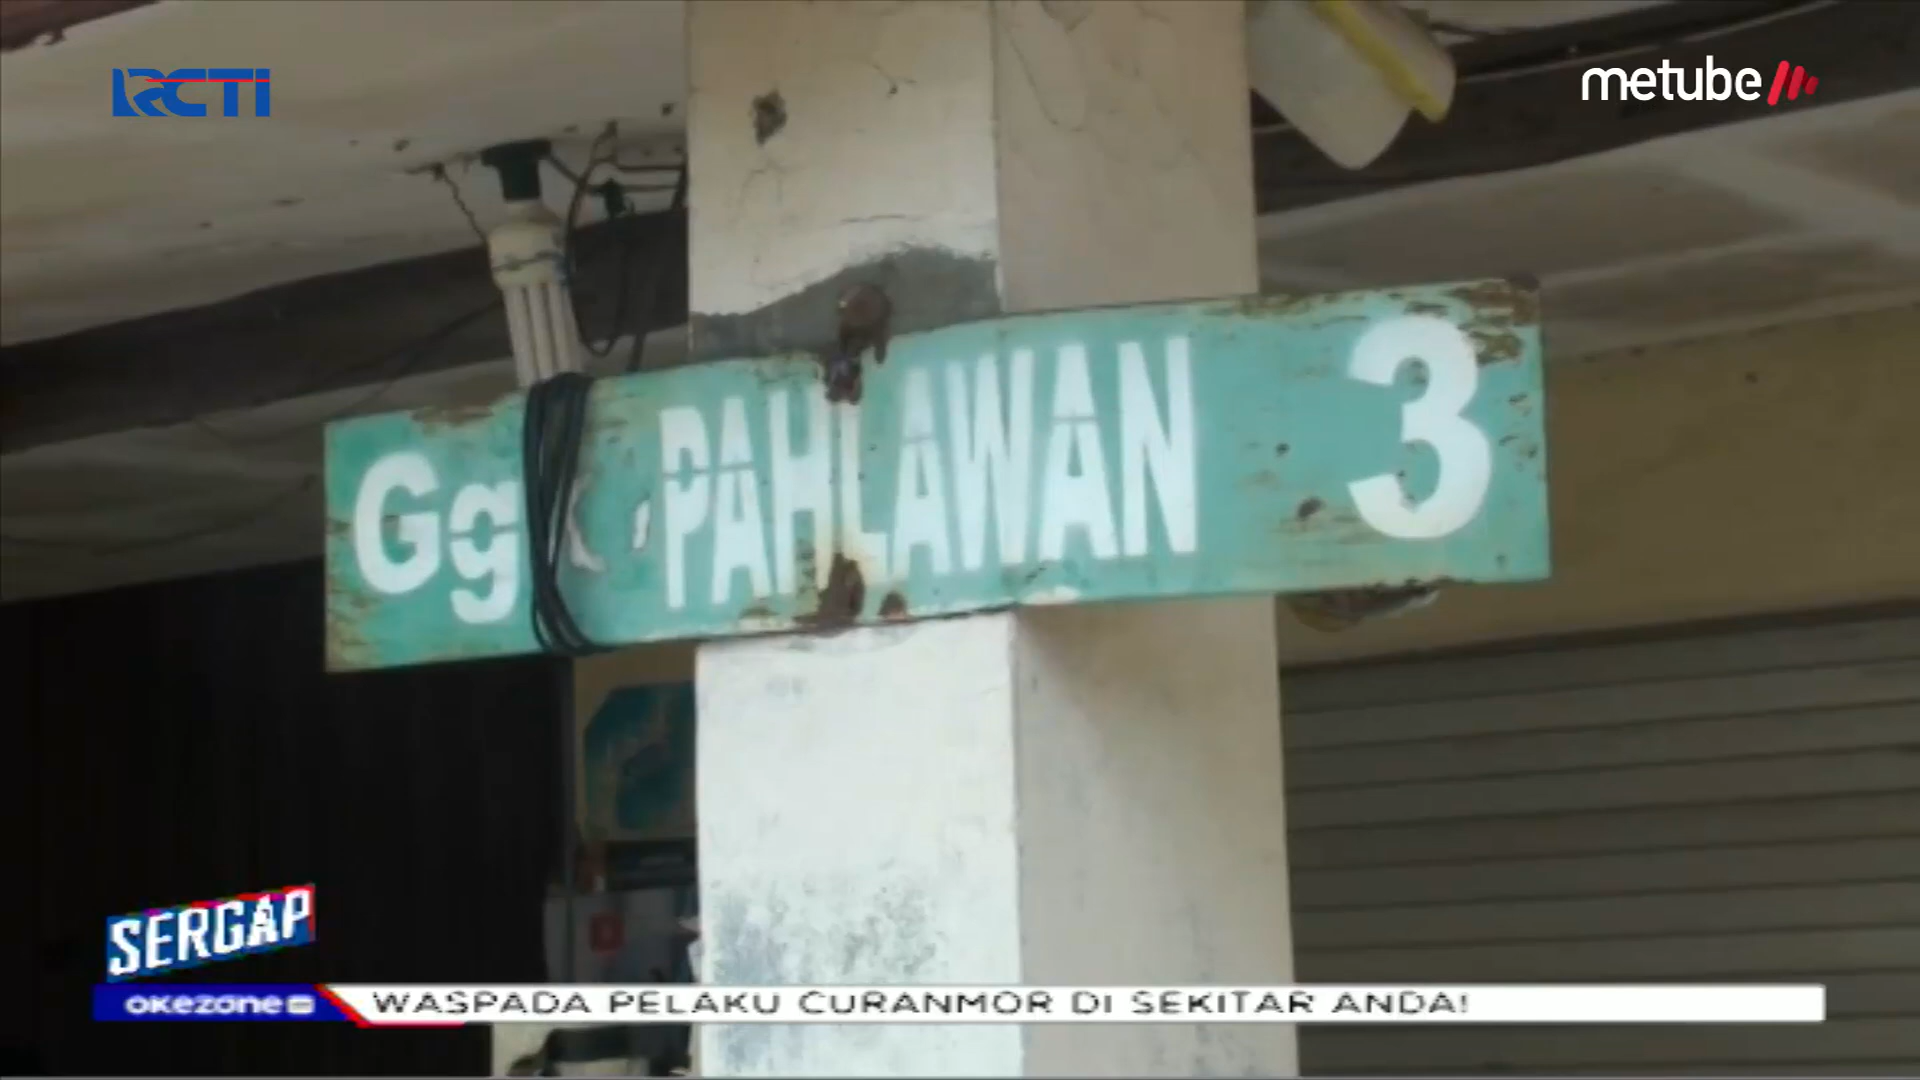 RCTI
metube
Gg PAHLAWAN 3
SERGAP
okezone
WASPADA PELAKU CURANMOR DI SEKITAR ANDA!